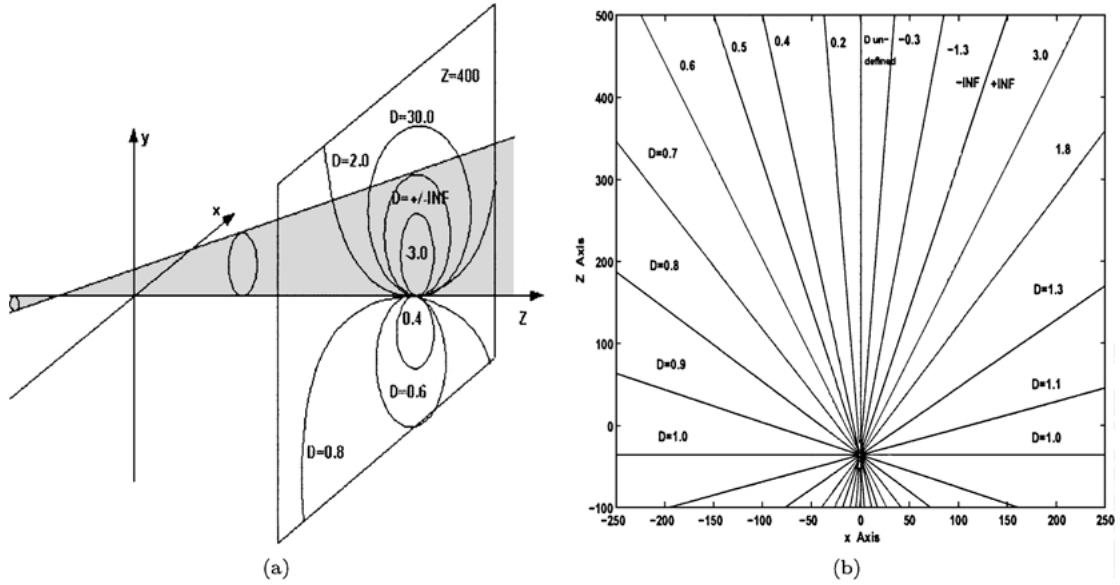 y
x
Z
Z=400
D=30.0
D=2.0
D=+/-INF
3.0
0.4
D=0.6
D=0.8
(a)
500
400
300
200
100
0
-100
Z Axis
0.6
0.5
0.4
0.2
D un-
defined
-0.3
-1.3
-INF
+INF
3.0
1.8
D=0.7
D=0.8
D=1.3
D=0.9
D=1.1
D=1.0
D=1.0
-250
-200
-150
-100
-50
0
50
100
150
200
250
x Axis
(b)